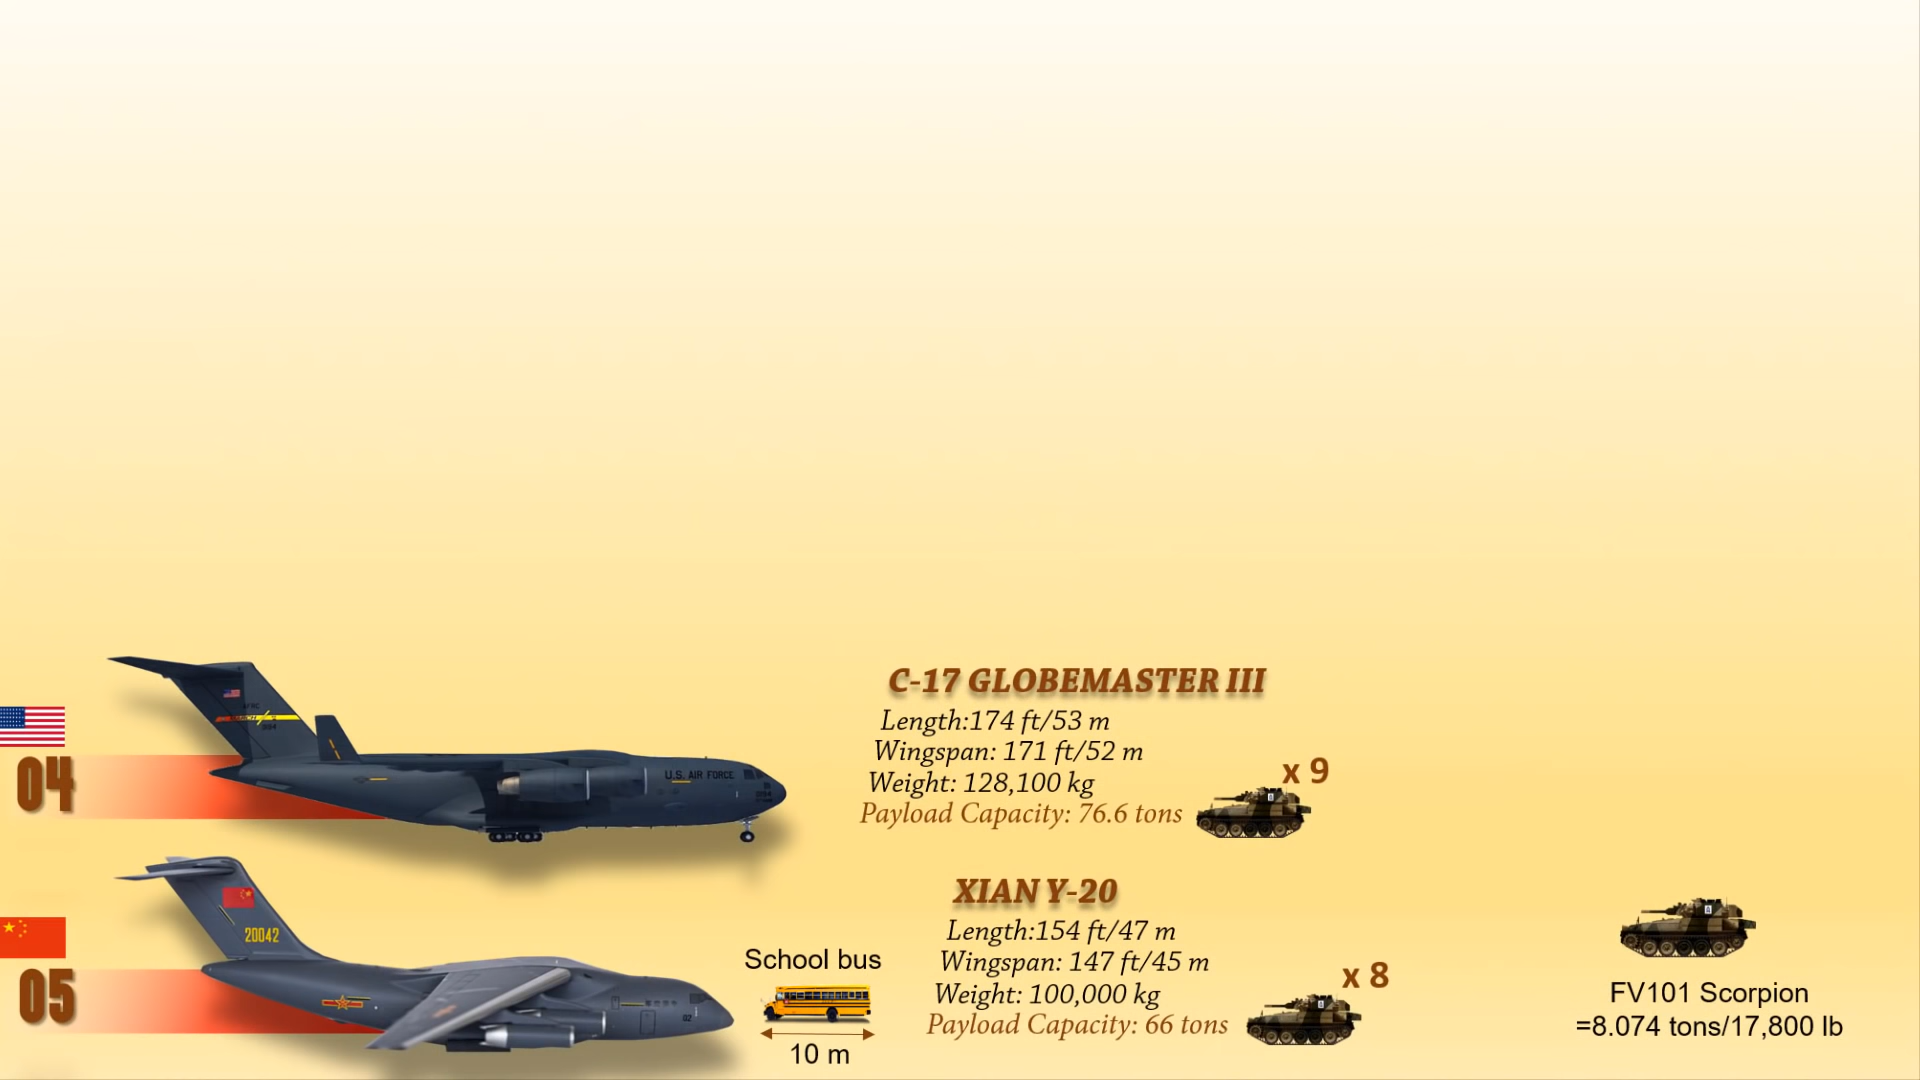 C-17 GLOBEMASTER III
Length:174 ft/53 m
Wingspan: 171 ft/52 m
Weight: 128,100 kg
Payload Capacity: 76.6 tons
x 9
04
U.S. AIR FORCE
XIAN Y-20
Length:154 ft/47 m
Wingspan: 147 ft/45 m
Weight: 100,000 kg
Payload Capacity: 66 tons
x 8
05
20042
02
School bus
10 m
FV101 Scorpion
=8.074 tons/17,800 lb